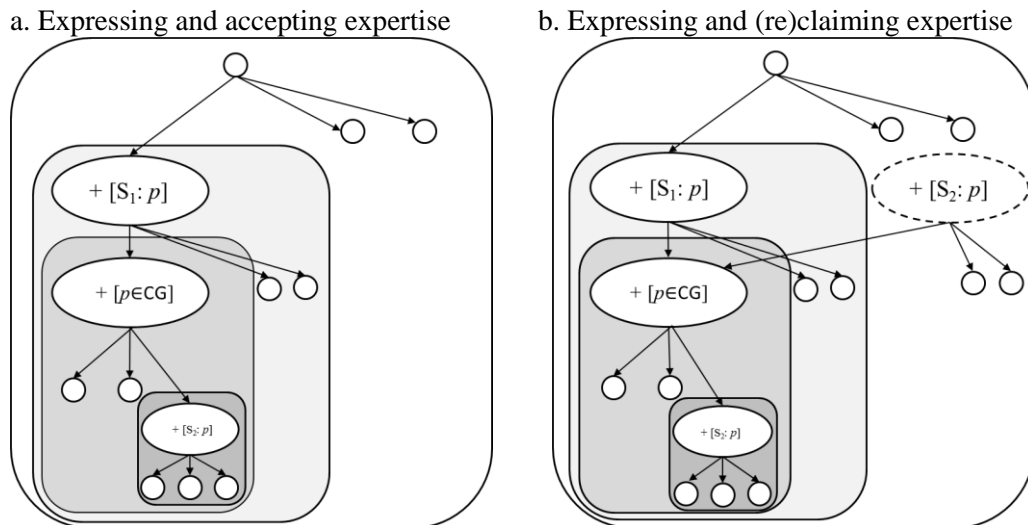 a. Expressing and accepting expertise
+ [S₁: p]
+ [p∈CG]
+ [S₂: p]
b. Expressing and (re)claiming expertise
+ [S₁: p]
+ [S₂: p]
+ [p∈CG]
+ [S₂: p]